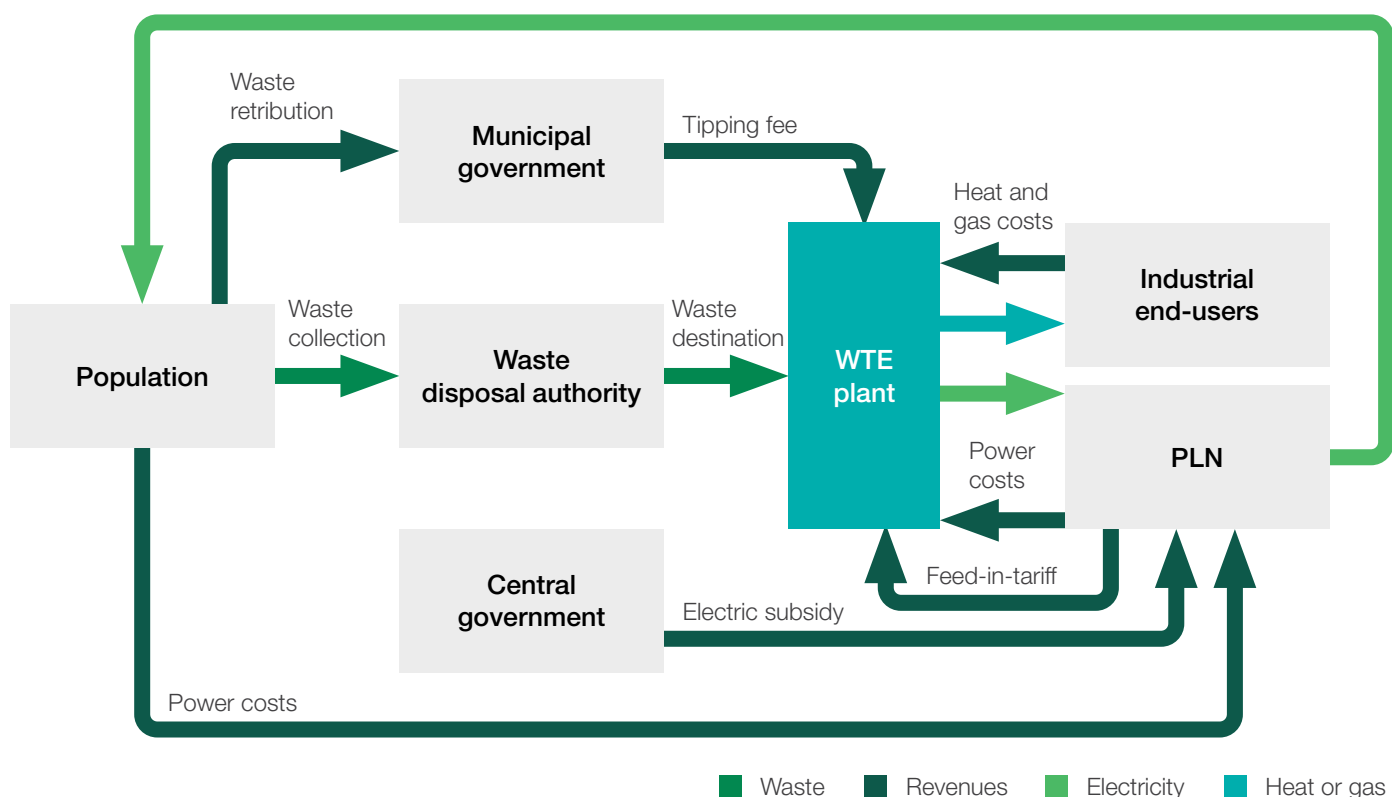 Waste
retribution
Municipal
government
Tipping fee
Heat and
gas costs
Industrial
end-users
Population
Waste
collection
Waste
disposal authority
Waste
destination
WTE
plant
Power
costs
PLN
Central
government
Feed-in-tariff
Electric subsidy
Power costs
Waste
Revenues
Electricity
Heat or gas